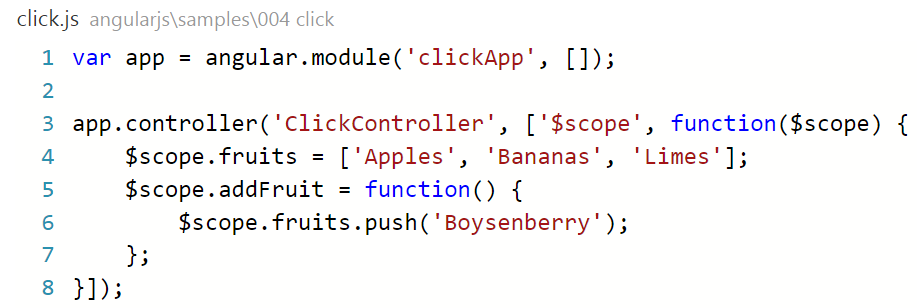 click.js angularjs\samples\004 click
1 var app = angular.module('clickApp', []);
2
3 app.controller('ClickController', ['$scope', function($scope) {
4     $scope.fruits = ['Apples', 'Bananas', 'Limes'];
5     $scope.addFruit = function() {
6         $scope.fruits.push('Boysenberry');
7     };
8 }]);